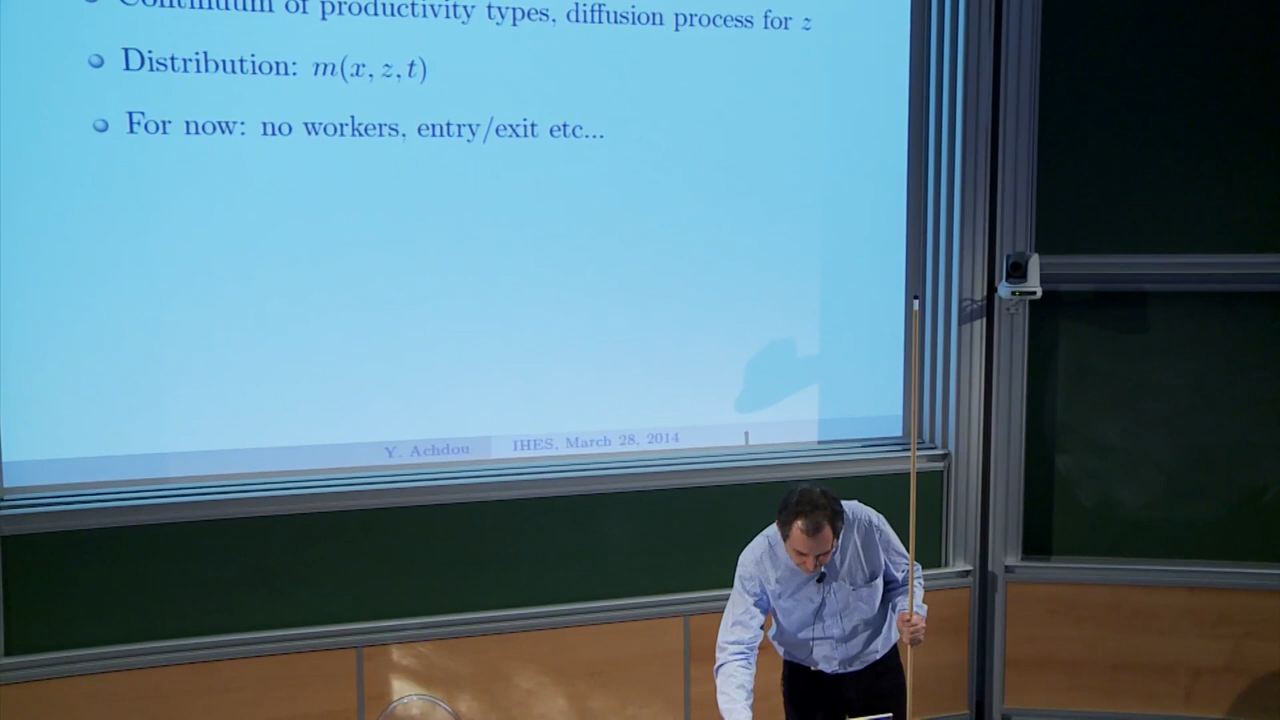 Continuum of productivity types, diffusion process for z
Distribution: m(x, z, t)
For now: no workers, entry/exit etc...
Y. Achdou IHES, March 28, 2014